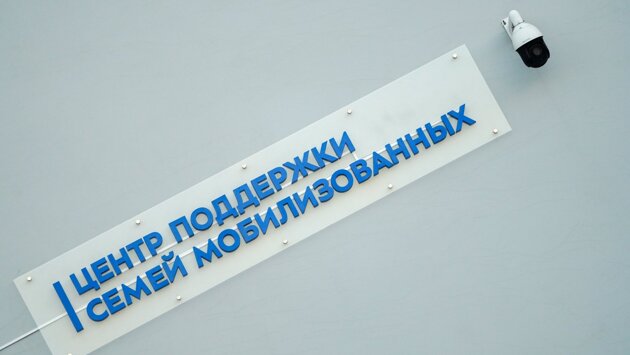 ЦЕНТР ПОДДЕРЖКИ
СЕМЕЙ МОБИЛИЗОВАННЫХ